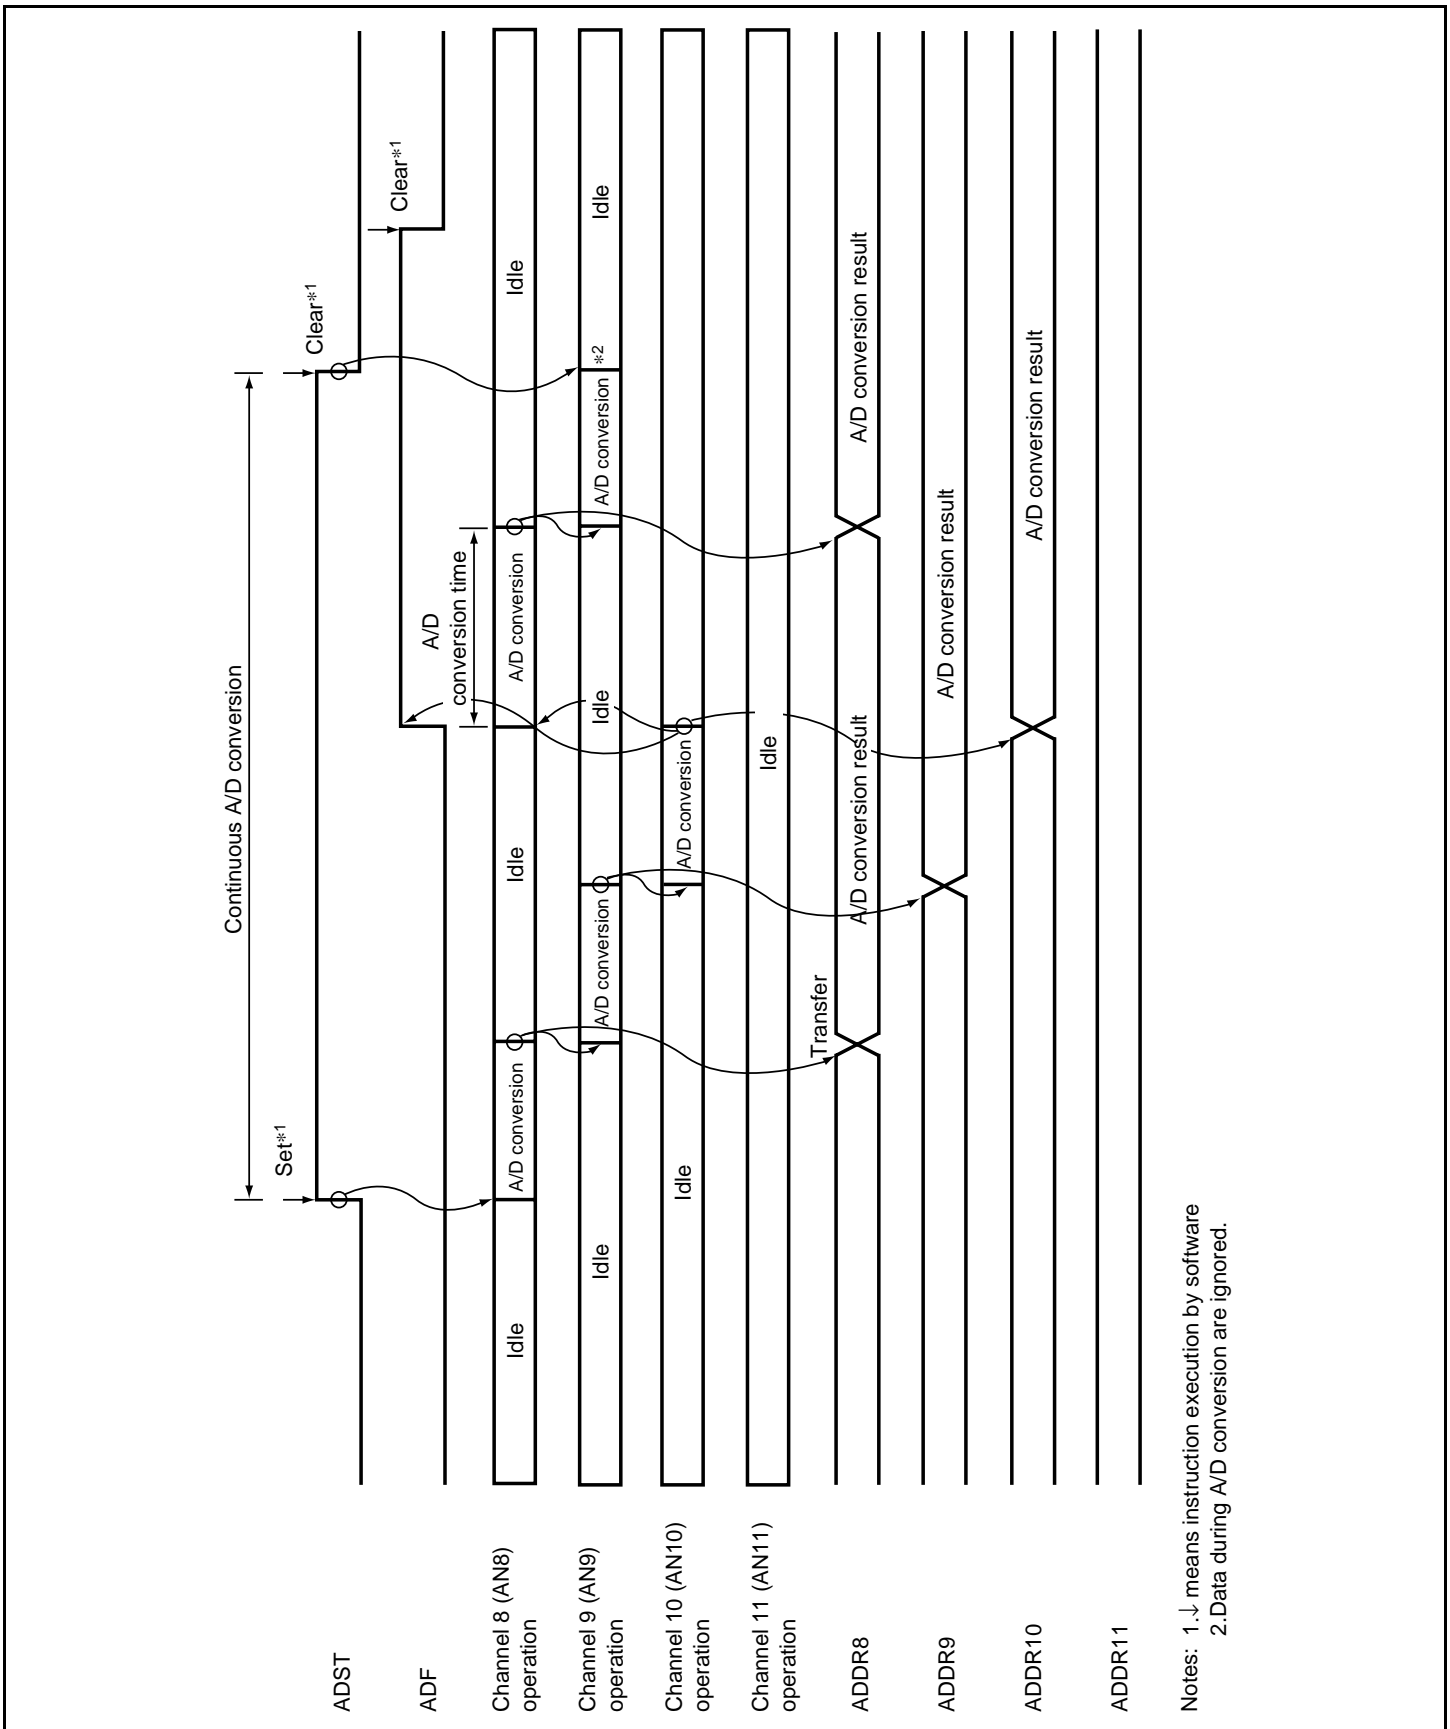 Continuous A/D conversion
Set*1
Clear*1
ADST
Clear*1
ADF
A/D
conversion time
Channel 8 (AN8)
operation
Idle
A/D conversion
Idle
A/D conversion
Idle
Channel 9 (AN9)
operation
Idle
A/D conversion
Idle
A/D conversion
*2
Idle
Channel 10 (AN10)
operation
Idle
A/D conversion
Channel 11 (AN11)
operation
Idle
Transfer
ADDR8
A/D conversion result
A/D conversion result
ADDR9
A/D conversion result
ADDR10
A/D conversion result
ADDR11
Notes: 1.↓ means instruction execution by software
2.Data during A/D conversion are ignored.